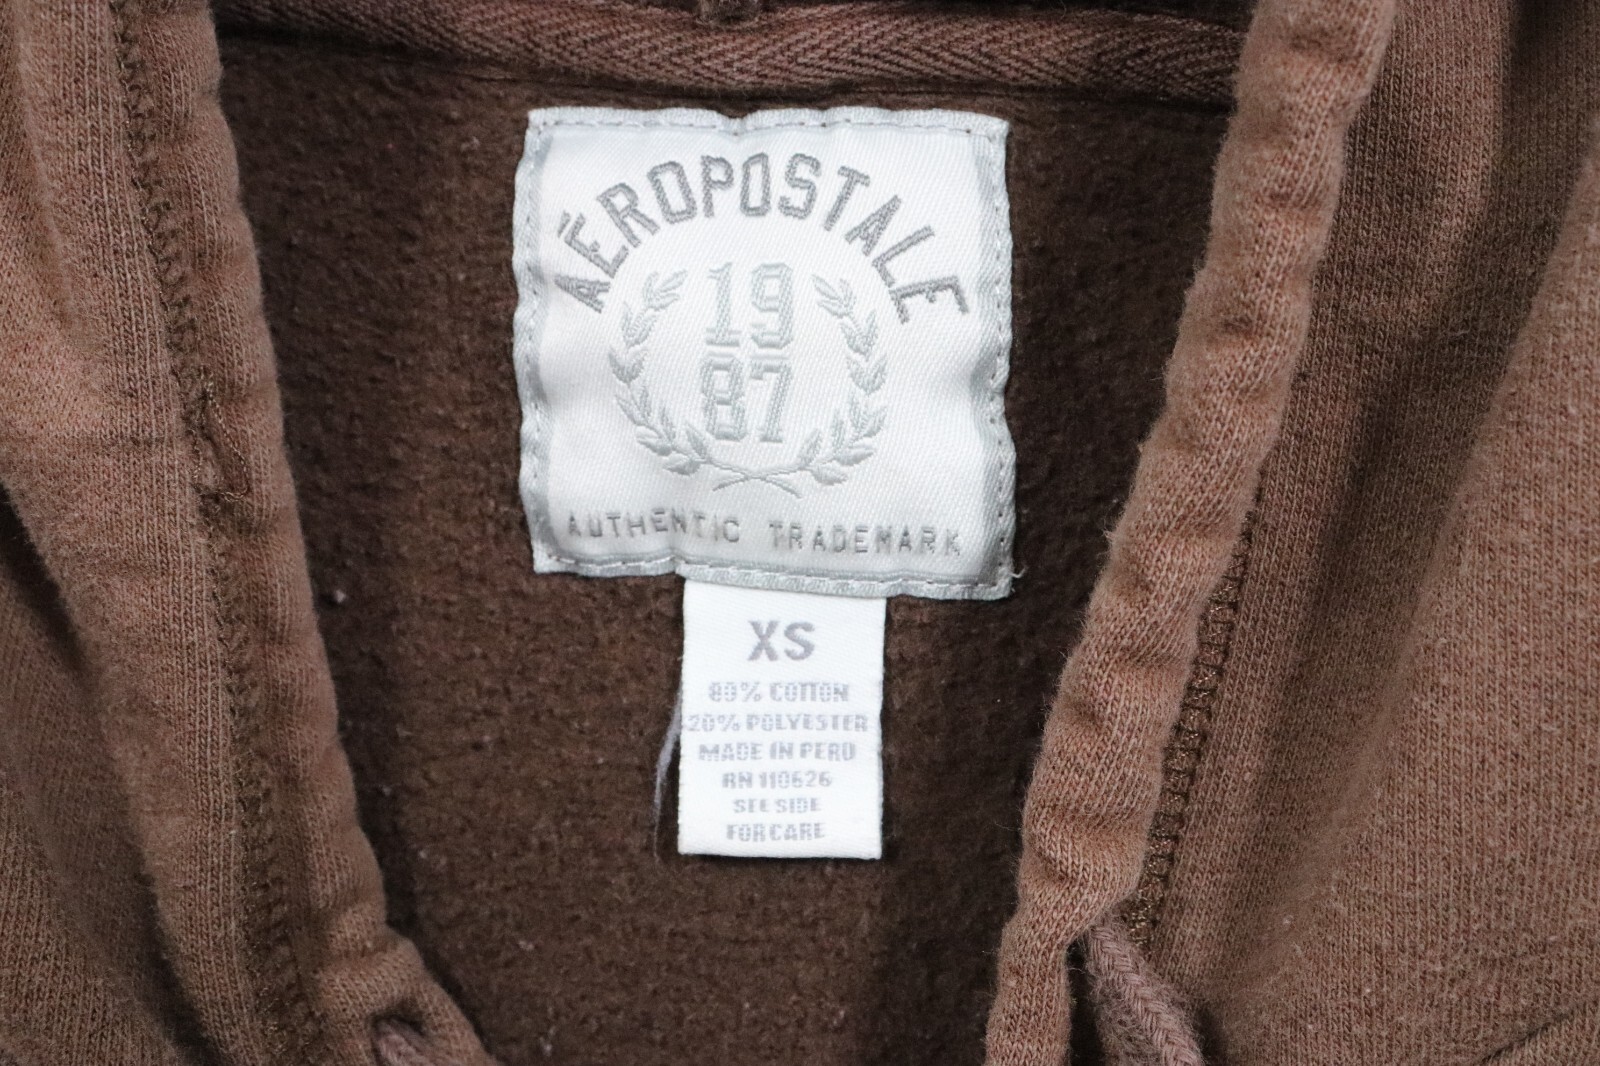 AÉROPOSTALE
19
87
AUTHENTIC TRADEMARK
XS
80% COTTON
20% POLYESTER
MADE IN PERU
RN 110626
SEE SIDE
FOR CARE